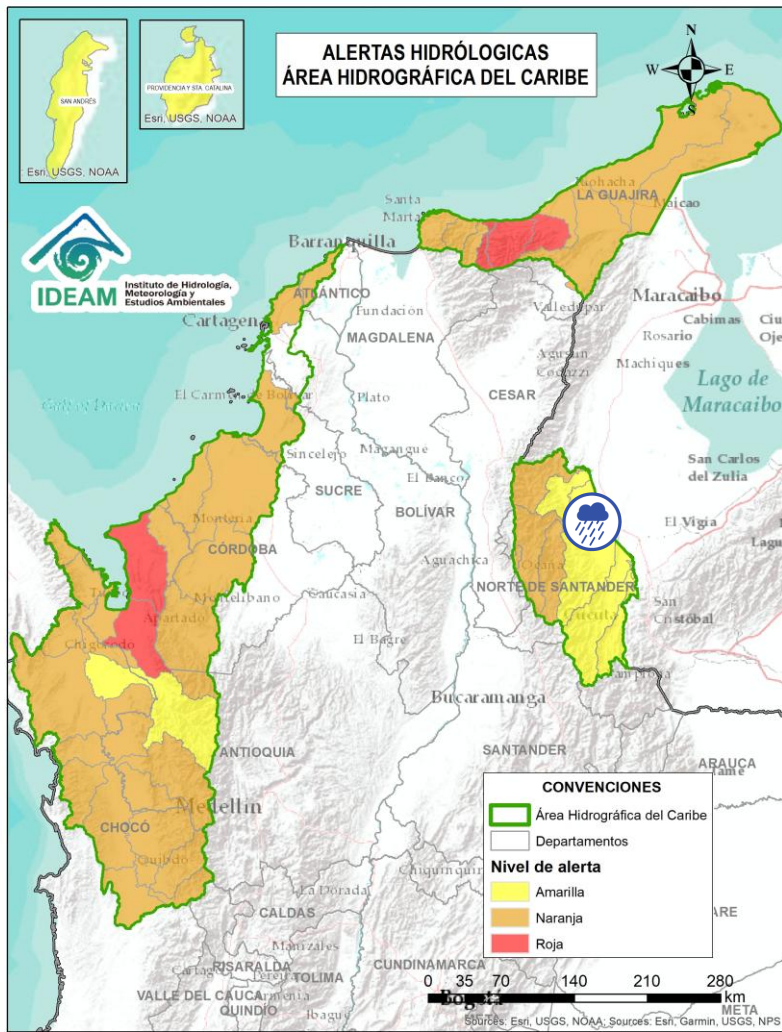 ALERTAS HIDRÓLOGICAS
ÁREA HIDROGRÁFICA DEL CARIBE
N
W
E
S
SAN ANDRÉS
Esri, USGS, NOAA
PROVIDENCIA Y STA. CATALINA
Esri, USGS, NOAA
IDEAM
Instituto de Hidrología,
Meteorología y
Estudios Ambientales
Santa
Marta
LA GUAJIRA
Maicao
Barranquilla
ATLÁNTICO
Cartagena
Fundación
MAGDALENA
Valledupar
Maracaibo
Cabimas
Rosario
Machiques
Agustín
Codazzi
CESAR
Lago de
Maracaibo
El Carmen de Bolívar
Plato
Sincelejo
Magangue
SUCRE
El Banco
BOLÍVAR
San Carlos
del Zulia
El Vigía
Montería
CÓRDOBA
Aguachica
Ocaña
NORTE DE SANTANDER
Cúcuta
San
Cristóbal
Montelibano
Caucasia
Apartadó
El Bagre
Bucaramanga
SANTANDER
ARAUCA
ANTIOQUIA
Medellín
CHOCÓ
Quibdó
La Dorada
CALDAS
Manizales
RISARALDA
TOLIMA
CUNDINAMARCA
VALLE DEL CAUCA
Armenia
QUINDÍO
Ibague
Bogotá
META
CONVENCIONES
Área Hidrográfica del Caribe
Departamentos
Nivel de alerta
Amarilla
Naranja
Roja
0 35 70 140 210 280
km
Sources: Esri, USGS, NOAA; Sources: Esri, Garmin, USGS, NPS